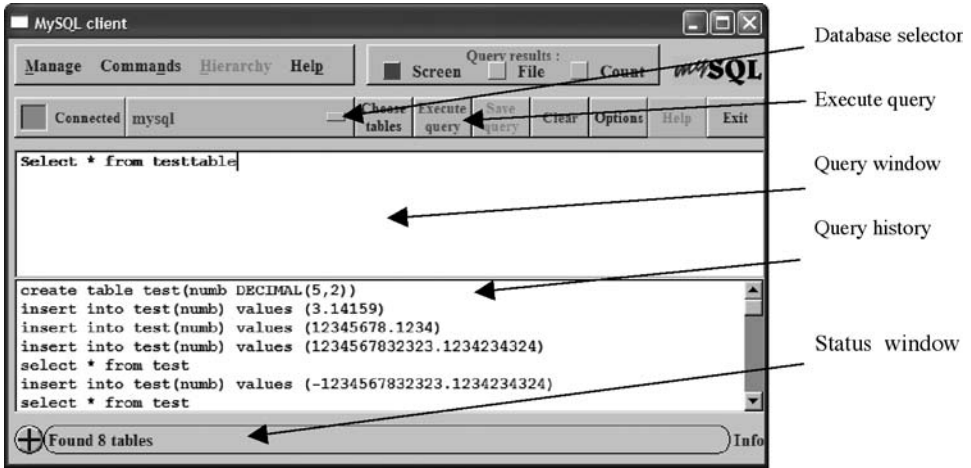 MySQL client
Manage Commands Hierarchy Help
Query results :
Screen File Count
mySQL
Connected mysql
Choose tables
Execute query
Save query
Clear
Options
Help
Exit
Select * from testtable
create table test(numb DECIMAL(5,2))
insert into test(numb) values (3.14159)
insert into test(numb) values (12345678.1234)
insert into test(numb) values (1234567832323.1234234324)
select * from test
insert into test(numb) values (-1234567832323.1234234324)
select * from test
Found 8 tables
Info
Database selector
Execute query
Query window
Query history
Status window